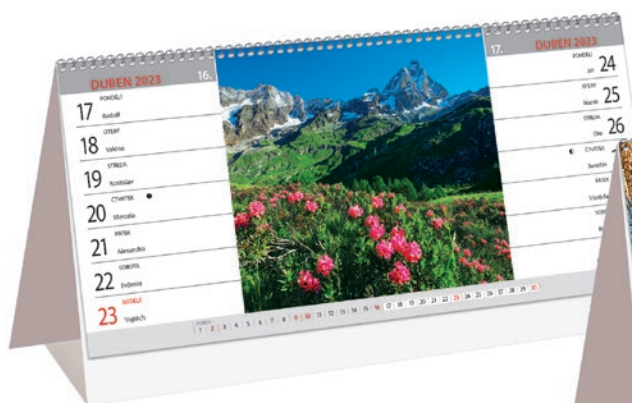 DUBEN 2023 16.
17 PONDĚLÍ
Rudolf
18 ÚTERÝ
Valérie
19 STŘEDA
Rostislav
20 ČTVRTEK
Marcela
21 PÁTEK
Alexandra
22 SOBOTA
Evženie
23 NEDĚLE
Vojtěch
17. DUBEN 2023
PONDĚLÍ 24
Jiří
ÚTERÝ 25
Marek
STŘEDA 26
Oto
ČTVRTEK
Jaroslav
PÁTEK
Vlastislav
DUBEN
1 2 3 4 5 6 7 8 9 10 11 12 13 14 15 16 17 18 19 20 21 22 23 24 25 26 27 28 29 30